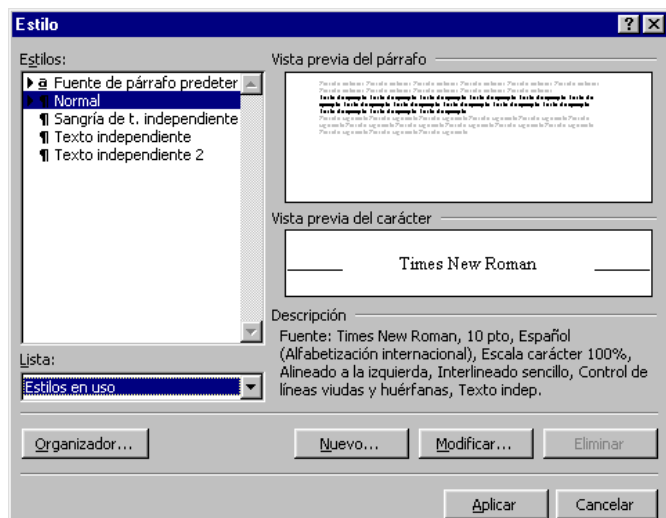 Estilo
Estilos:
a Fuente de párrafo predeter
¶ Normal
¶ Sangría de t. independiente
¶ Texto independiente
¶ Texto independiente 2
Lista:
Estilos en uso
Vista previa del párrafo
Vista previa del carácter
Times New Roman
Descripción
Fuente: Times New Roman, 10 pto, Español
(Alfabetización internacional), Escala carácter 100%,
Alineado a la izquierda, Interlineado sencillo, Control de
líneas viudas y huérfanas, Texto indep.
Organizador...
Nuevo...
Modificar...
Eliminar
Aplicar
Cancelar